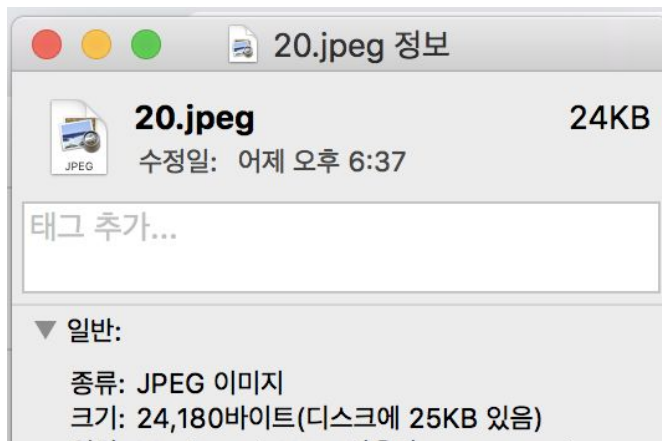 20.jpeg 정보
20.jpeg 24KB
JPEG
수정일: 어제 오후 6:37
태그 추가...
▼ 일반:
종류: JPEG 이미지
크기: 24,180바이트(디스크에 25KB 있음)